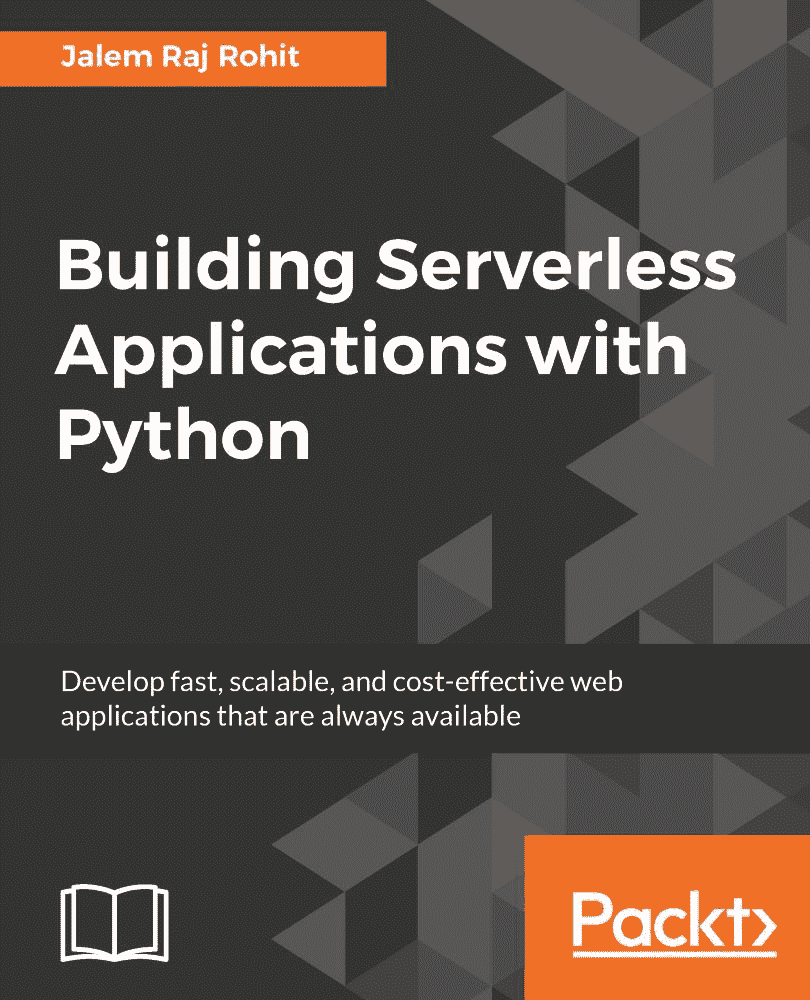 Jalem Raj Rohit
Building Serverless
Applications with
Python
Develop fast, scalable, and cost-effective web
applications that are always available
Packt>